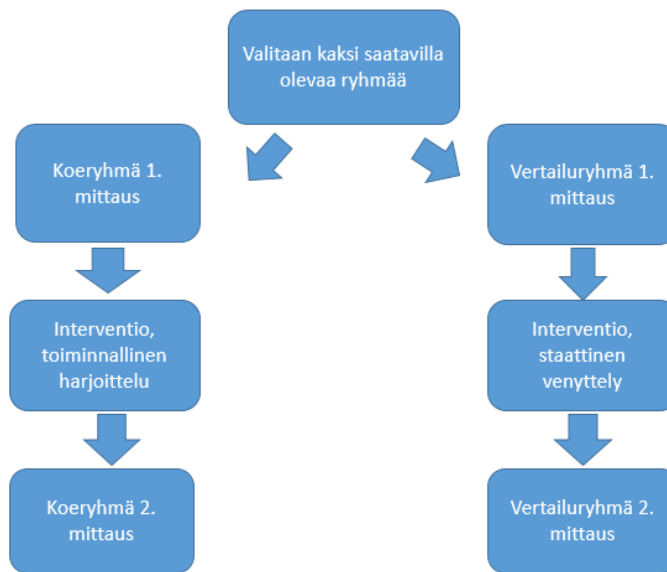 Valitaan kaksi saatavilla
olevaa ryhmää
Koeryhmä 1.
mittaus
Vertailuryhmä 1.
mittaus
Interventio,
toiminnallinen
harjoittelu
Interventio,
staattinen
venyttely
Koeryhmä 2.
mittaus
Vertailuryhmä 2.
mittaus